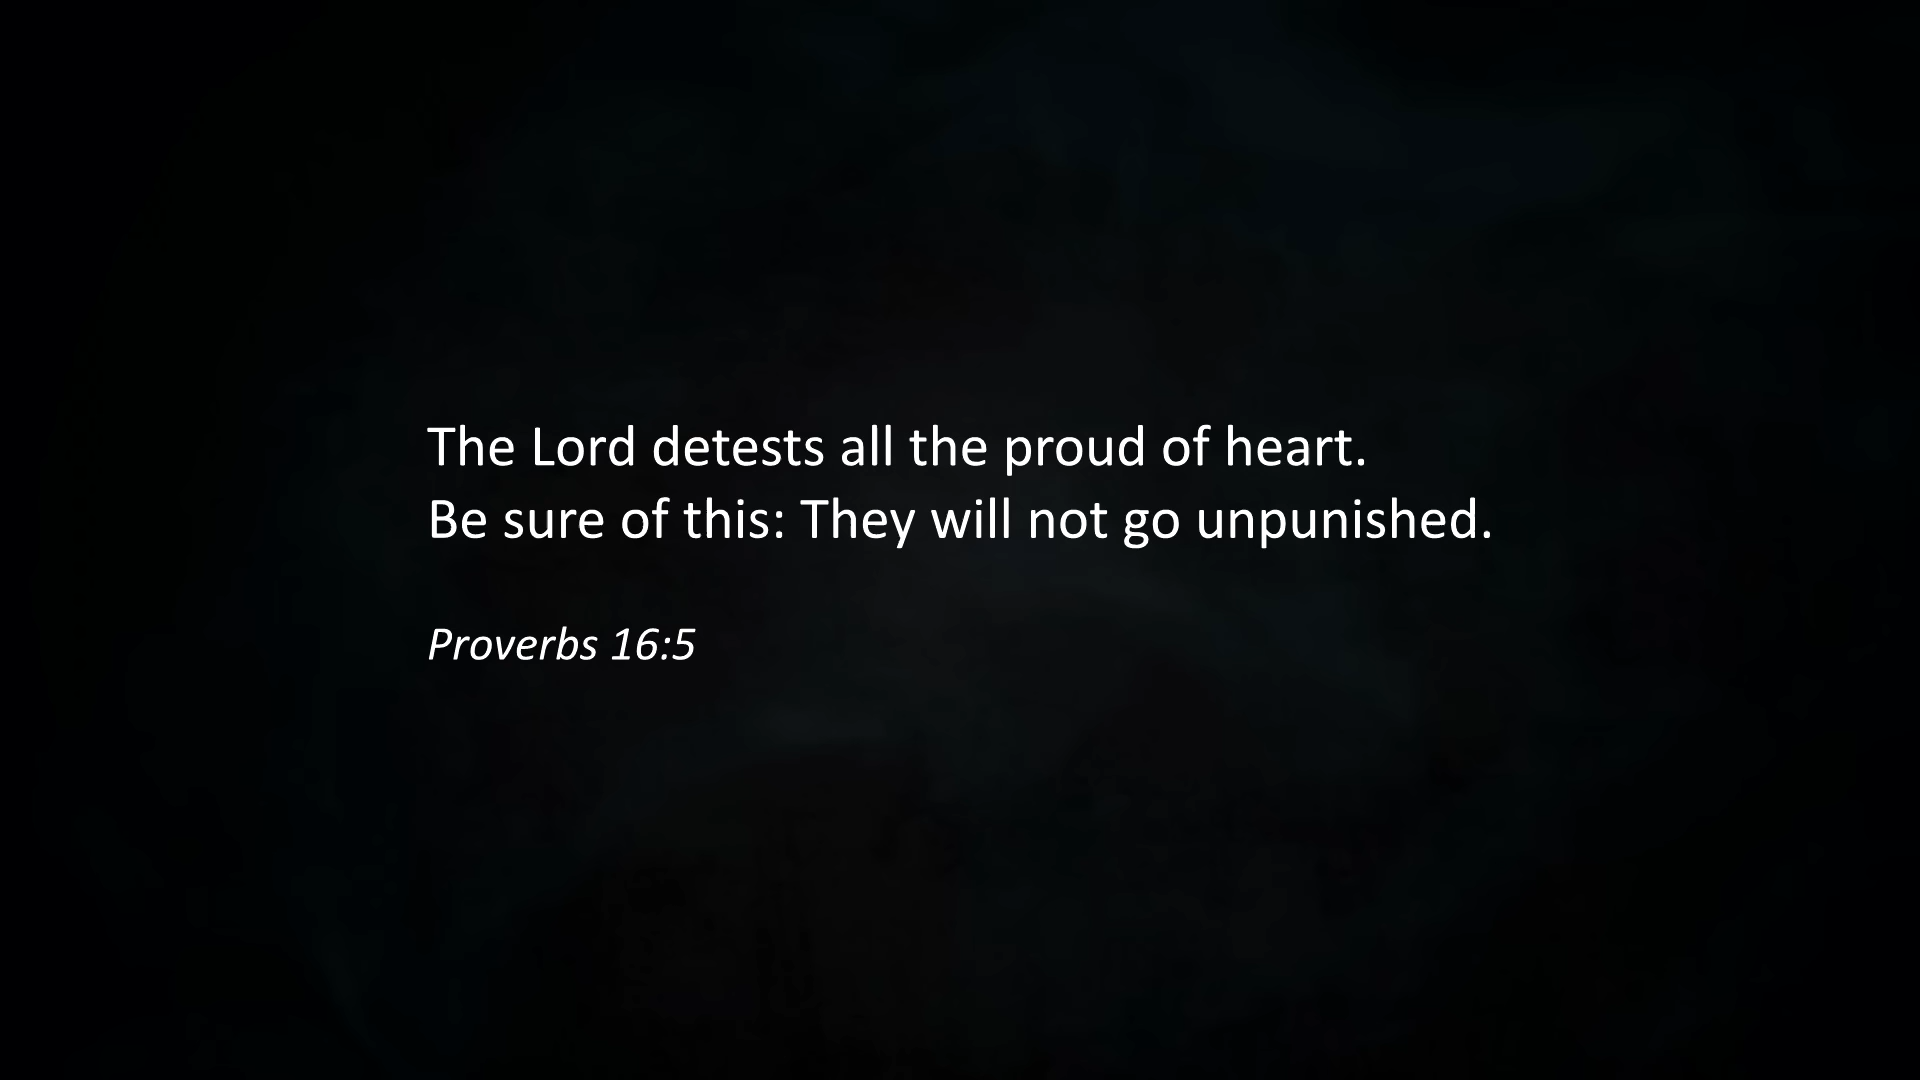 The Lord detests all the proud of heart.
Be sure of this: They will not go unpunished.
Proverbs 16:5